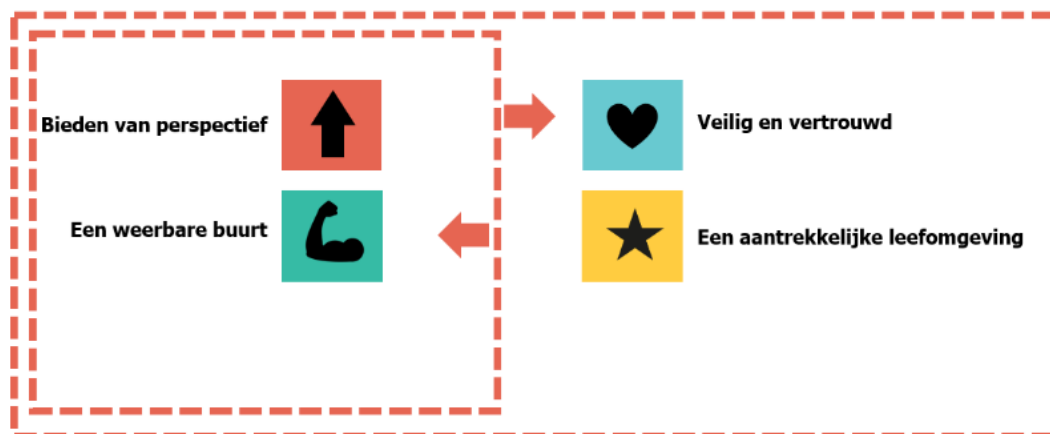 Bieden van perspectief
Veilig en vertrouwd
Een weerbare buurt
Een aantrekkelijke leefomgeving